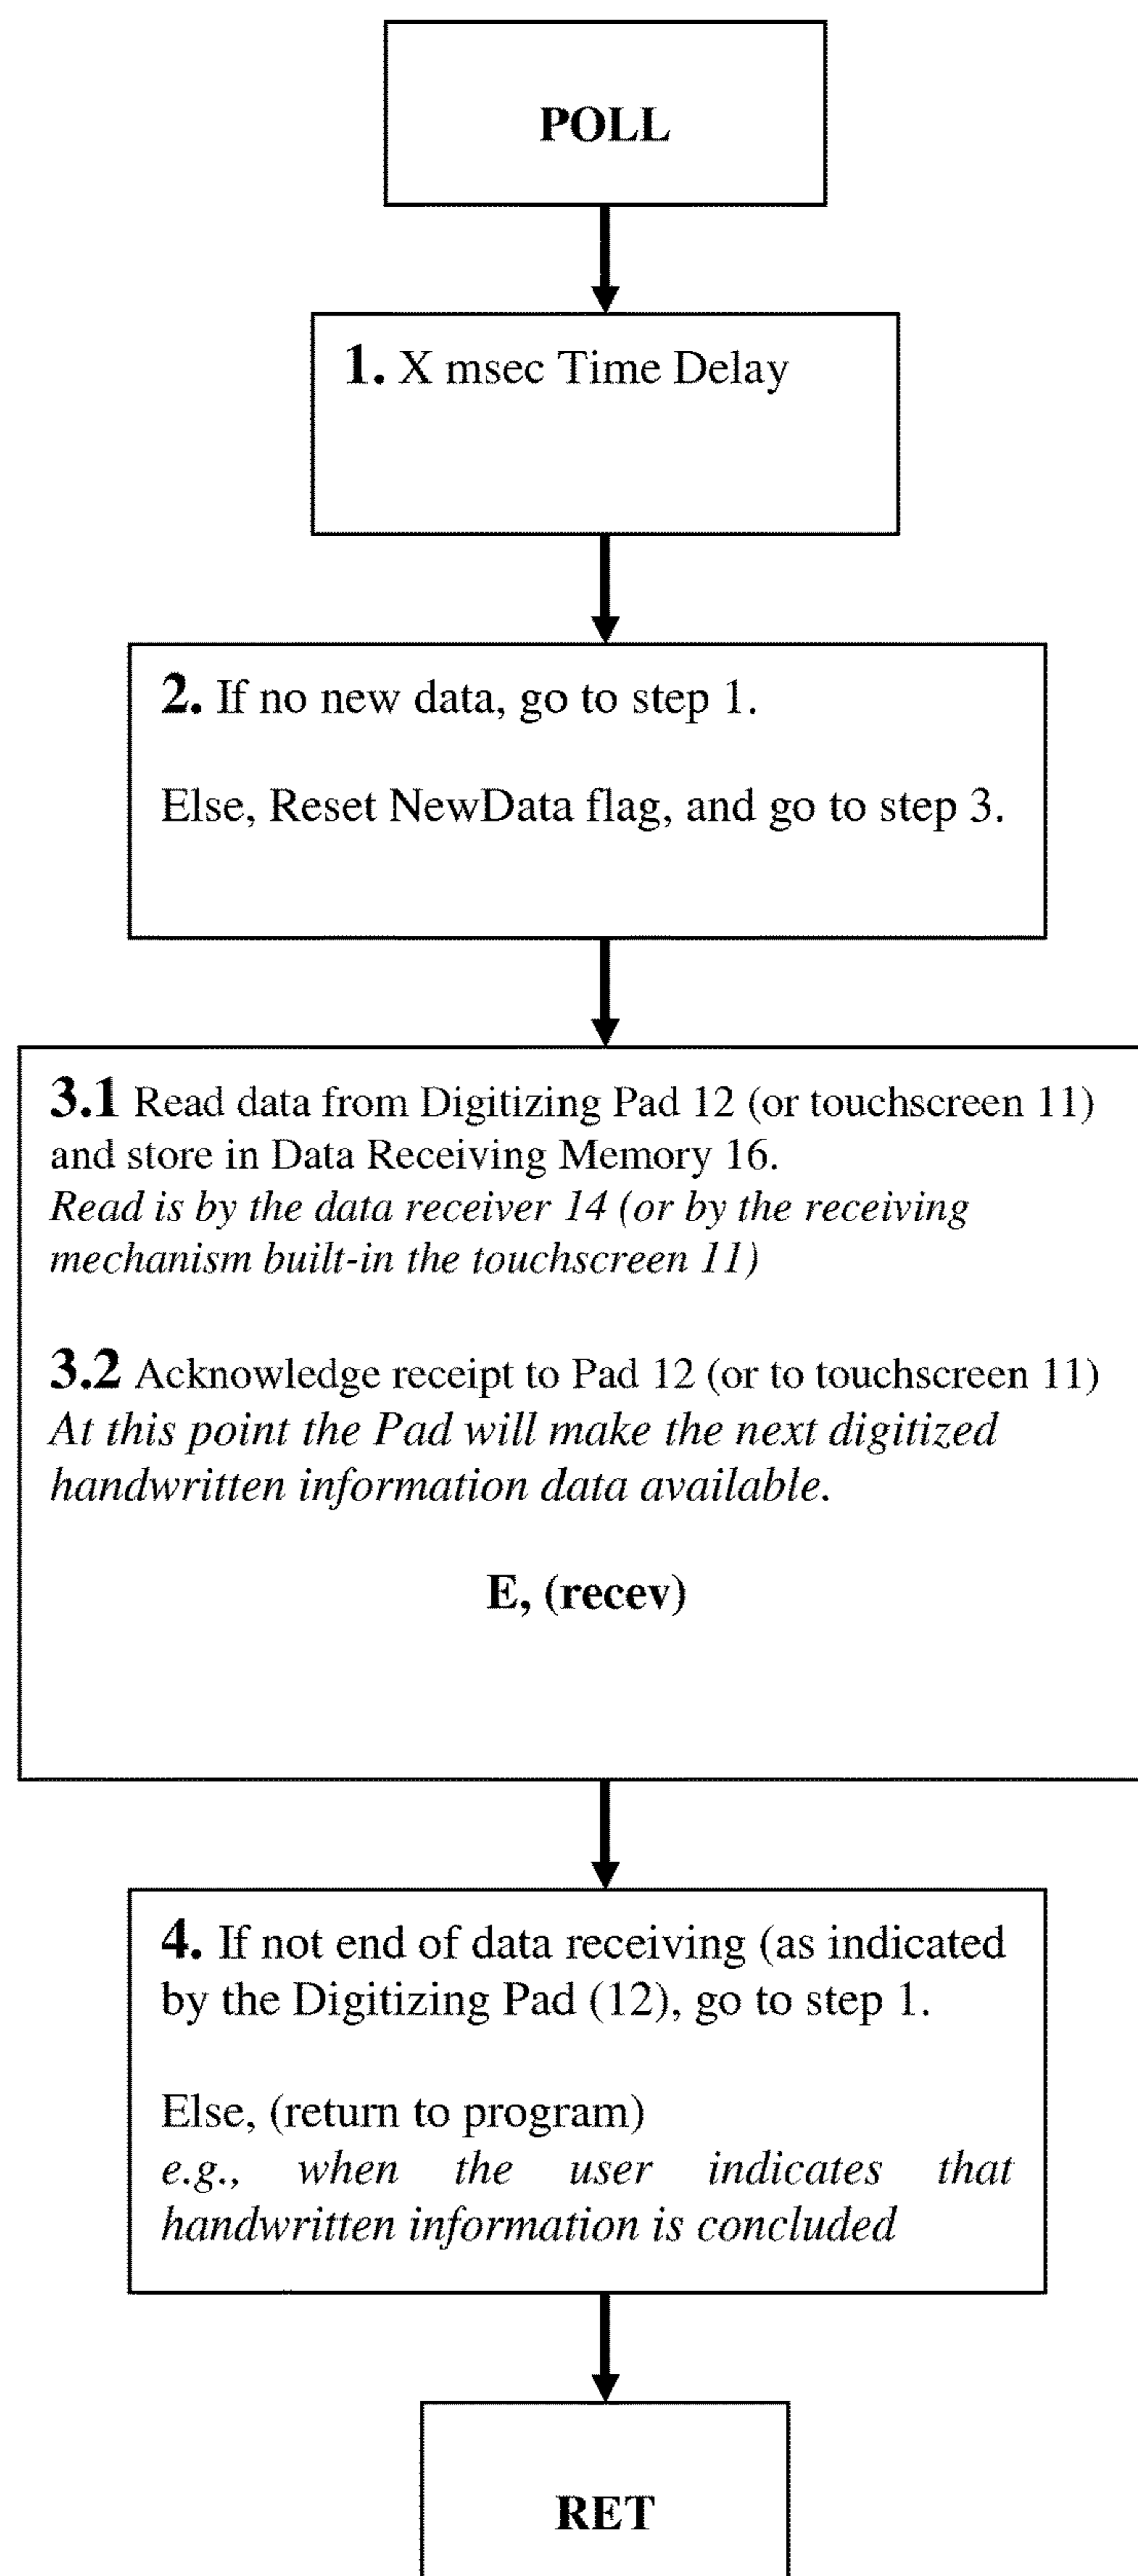 POLL
1. X msec Time Delay
2. If no new data, go to step 1.
Else, Reset NewData flag, and go to step 3.
3.1 Read data from Digitizing Pad 12 (or touchscreen 11)
and store in Data Receiving Memory 16.
Read is by the data receiver 14 (or by the receiving
mechanism built-in the touchscreen 11)
3.2 Acknowledge receipt to Pad 12 (or to touchscreen 11)
At this point the Pad will make the next digitized
handwritten information data available.
E, (recev)
4. If not end of data receiving (as indicated
by the Digitizing Pad (12), go to step 1.
Else, (return to program)
e.g., when the user indicates that
handwritten information is concluded
RET